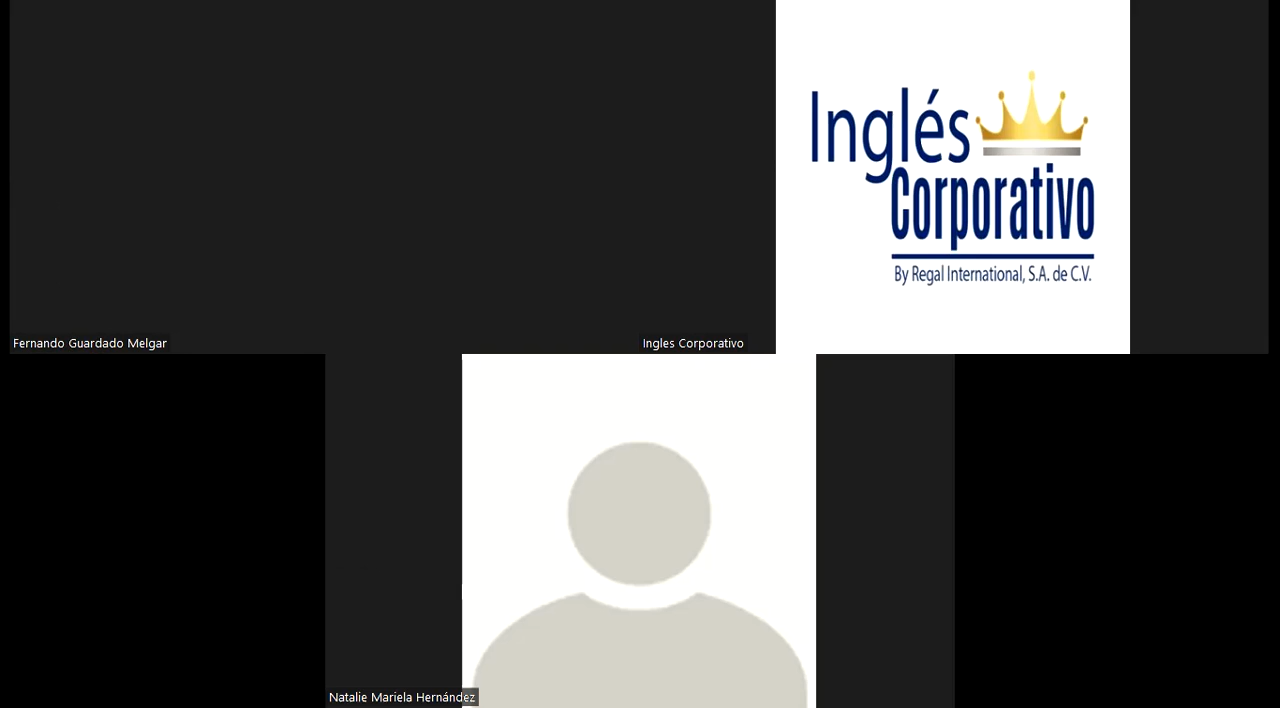 Inglés
Corporativo
By Regal International, S.A. de C.V.
Fernando Guardado Melgar
Ingles Corporativo
Natalie Mariela Hernández